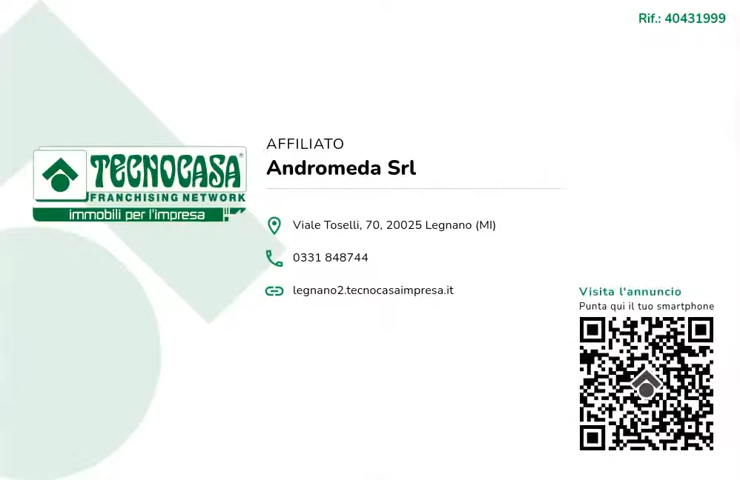 Rif.: 40431999
AFFILIATO
Andromeda Srl
TECNOCASA®
FRANCHISING NETWORK
immobili per l'impresa
Viale Toselli, 70, 20025 Legnano (MI)
0331 848744
legnano2.tecnocasaimpresa.it
Visita l'annuncio
Punta qui il tuo smartphone